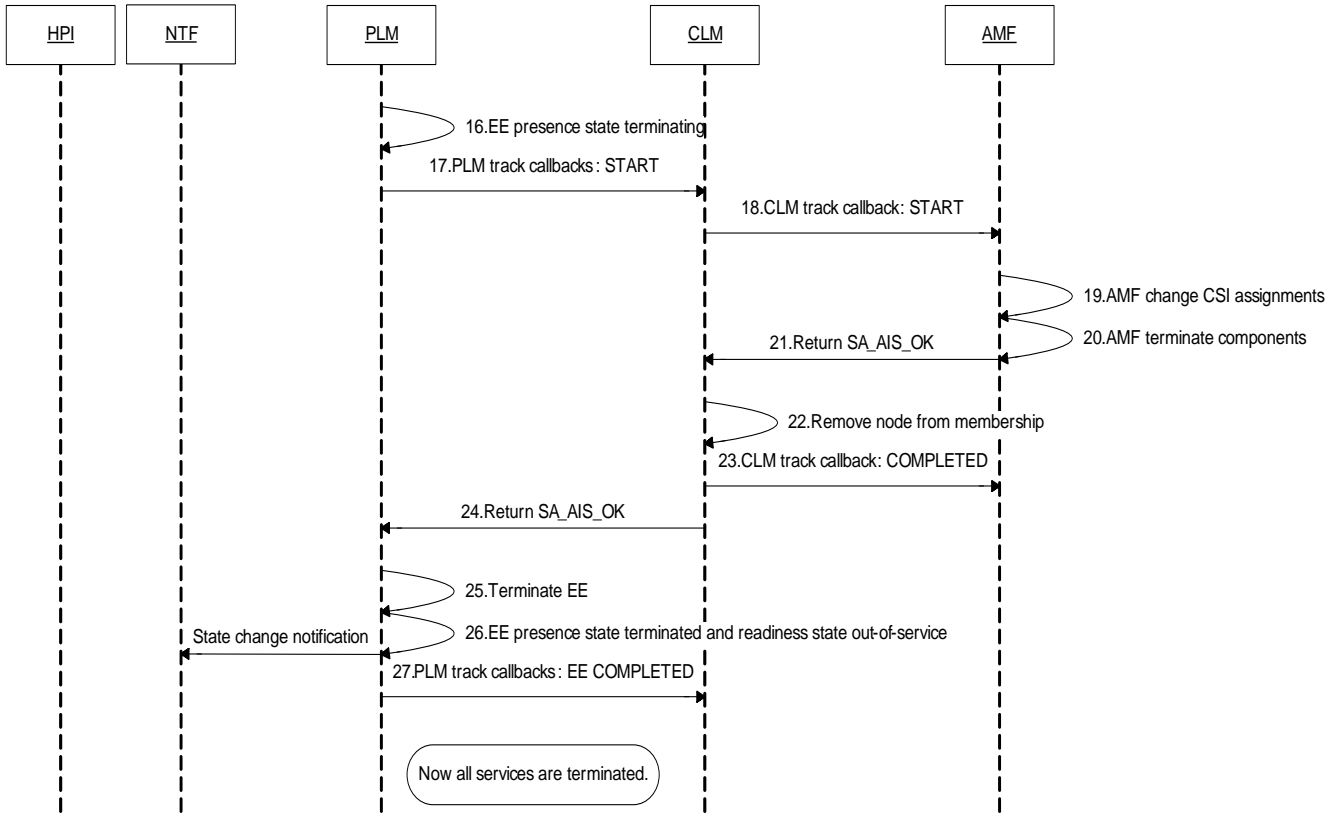 HPI
NTF
PLM
CLM
AMF
16.EE presence state terminating
17.PLM track callbacks: START
18.CLM track callback: START
19.AMF change CSI assignments
20.AMF terminate components
21.Return SA_AIS_OK
22.Remove node from membership
23.CLM track callback: COMPLETED
24.Return SA_AIS_OK
25.Terminate EE
26.EE presence state terminated and readiness state out-of-service
State change notification
27.PLM track callbacks: EE COMPLETED
Now all services are terminated.